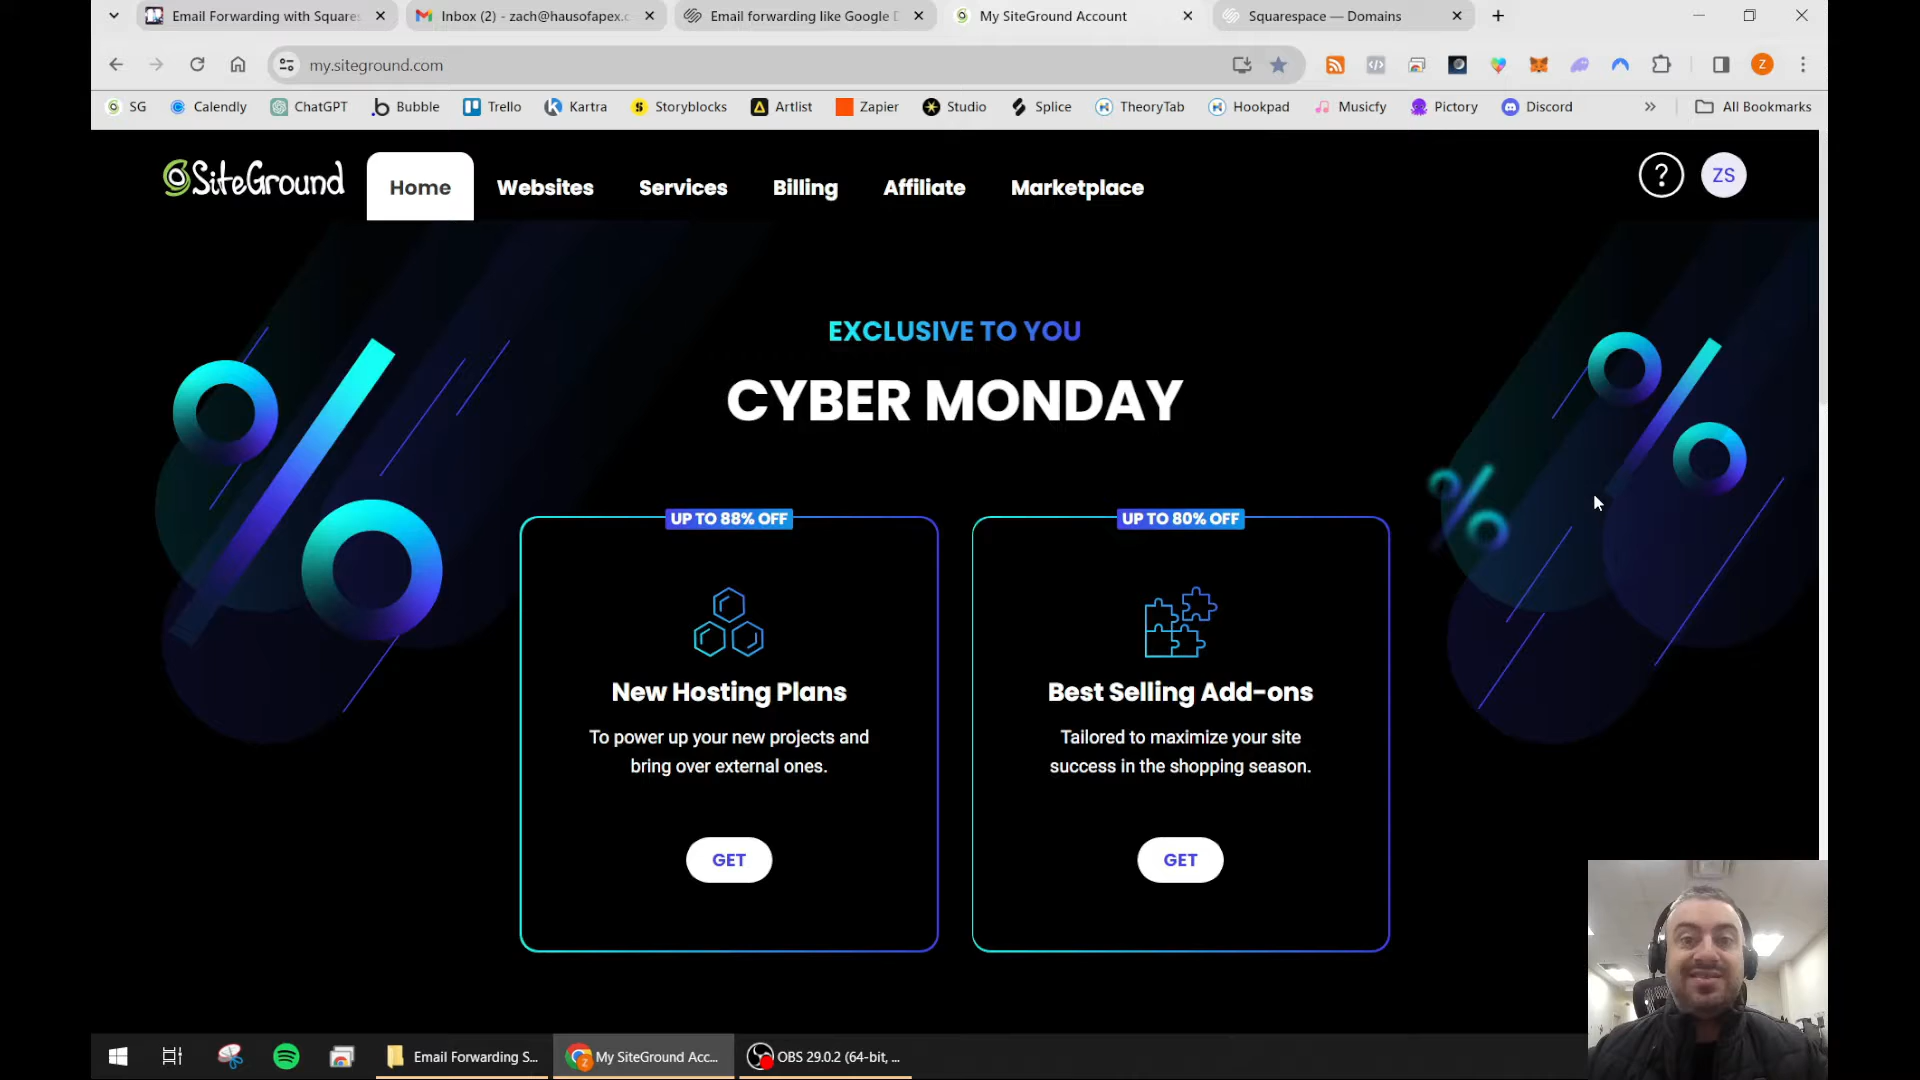 Email Forwarding with Squares
Inbox (2) - zach@hausofapex.c
Email forwarding like Google D
My SiteGround Account
Squarespace — Domains
my.siteground.com
SG
Calendly
ChatGPT
Bubble
Trello
Kartra
Storyblocks
Artlist
Zapier
Studio
Splice
TheoryTab
Hookpad
Musicfy
Pictory
Discord
All Bookmarks
SiteGround
Home
Websites
Services
Billing
Affiliate
Marketplace
?
ZS
EXCLUSIVE TO YOU
CYBER MONDAY
UP TO 88% OFF
New Hosting Plans
To power up your new projects and
bring over external ones.
GET
UP TO 80% OFF
Best Selling Add-ons
Tailored to maximize your site
success in the shopping season.
GET
Email Forwarding S...
My SiteGround Acc...
OBS 29.0.2 (64-bit, ...